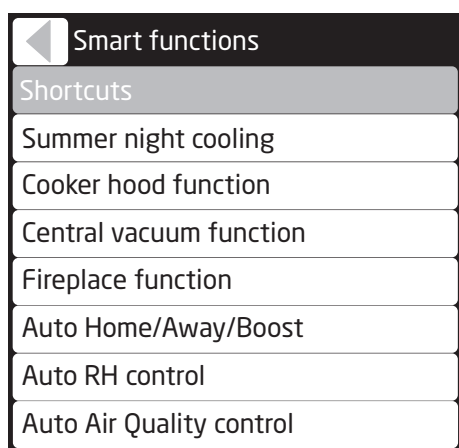 Smart functions
Shortcuts
Summer night cooling
Cooker hood function
Central vacuum function
Fireplace function
Auto Home/Away/Boost
Auto RH control
Auto Air Quality control